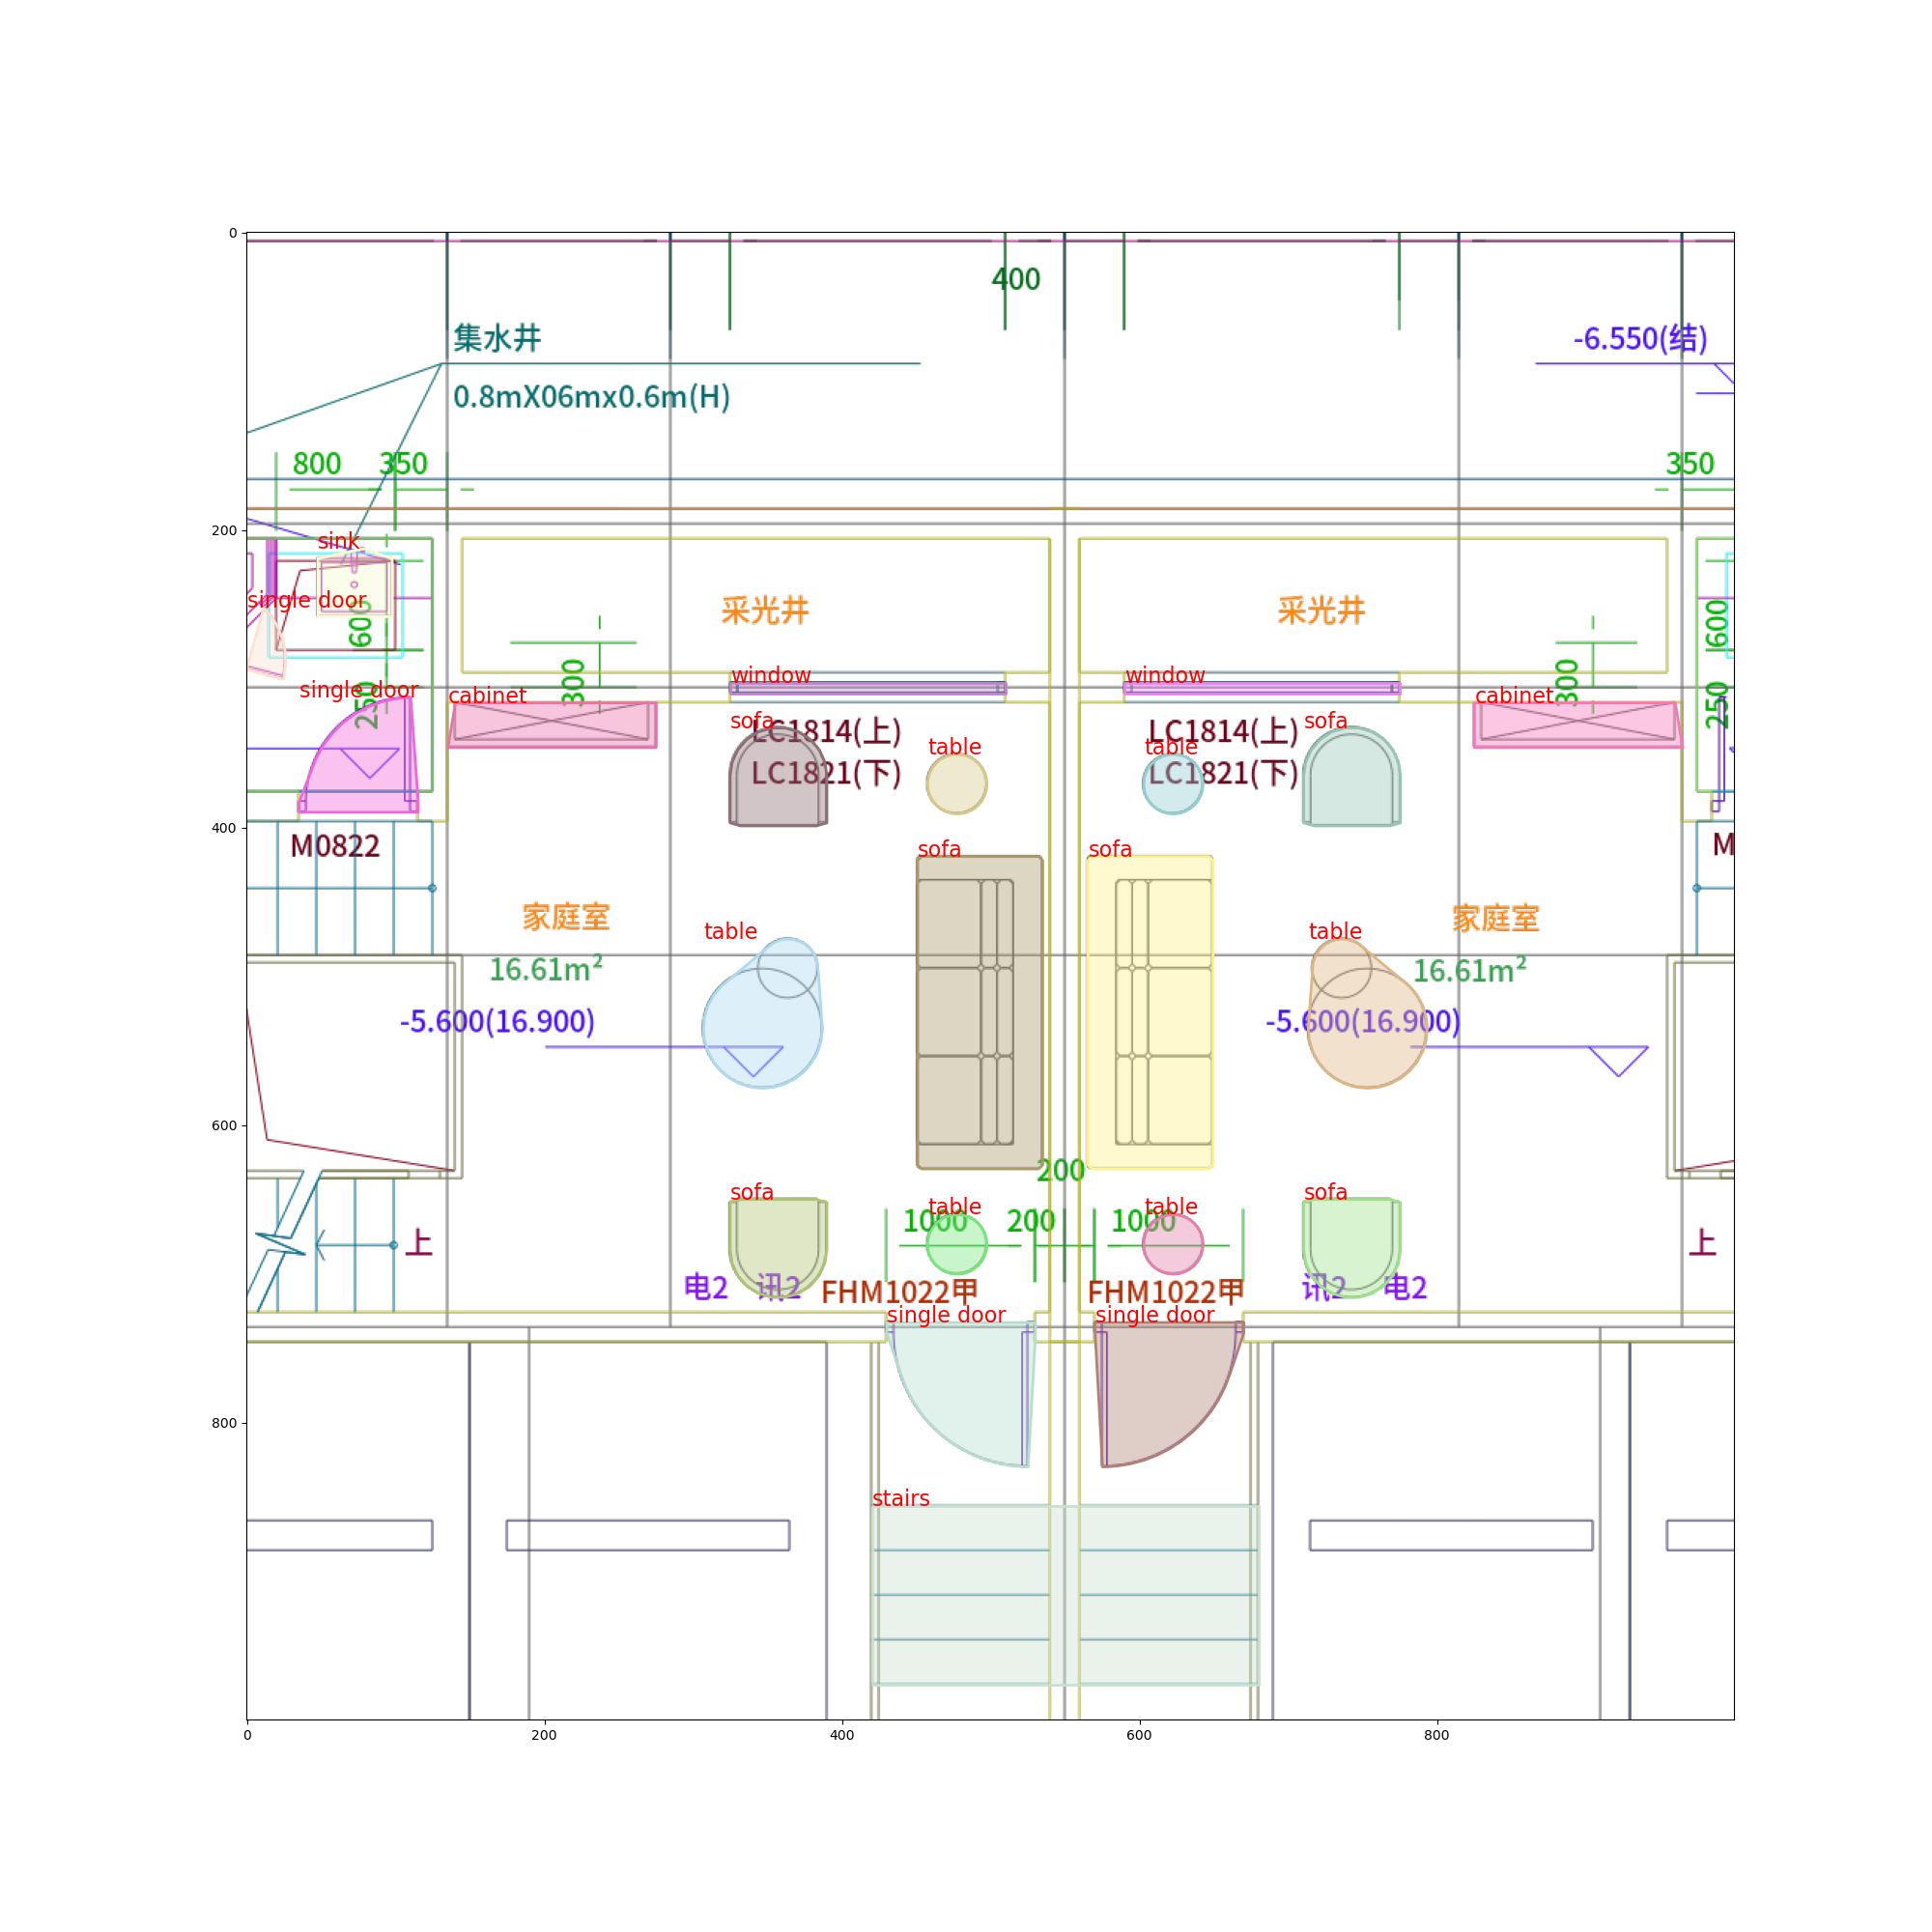 0
400
集水井
-6.550(结)
0.8mX06mx0.6m(H)
800
350
350
200
sink
single door
600
采光井
采光井
600
300
300
250
250
single door
cabinet
window
window
cabinet
sofa
LC1814(上)
LC1814(上)
sofa
table
table
LC1821(下)
LC1821(下)
400
M0822
M
sofa
sofa
家庭室
家庭室
table
table
16.61m²
16.61m²
-5.600(16.900)
-5.600(16.900)
600
200
sofa
sofa
table
table
1000
200
1000
上
上
电2
讯2
FHM1022甲
FHM1022甲
讯2
电2
single door
single door
800
stairs
0
200
400
600
800